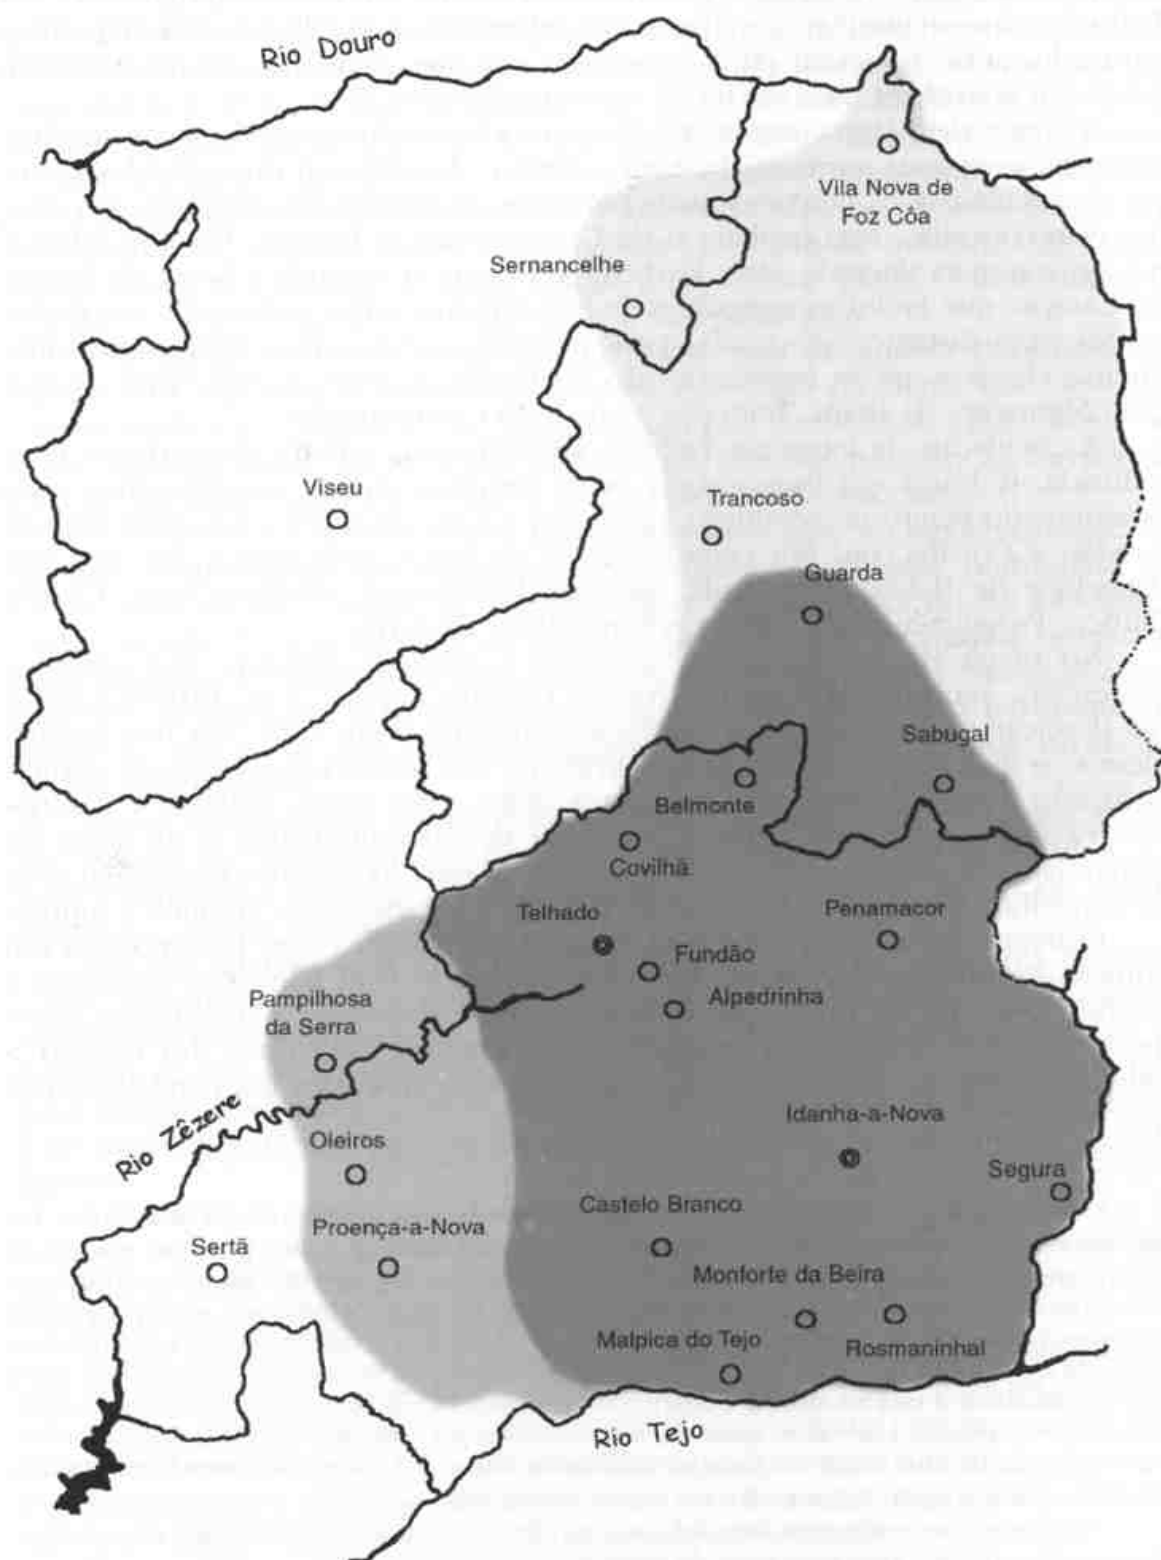 Rio Douro
Vila Nova de
Foz Côa
Sernancelhe
Viseu
Trancoso
Guarda
Sabugal
Belmonte
Covilhã
Telhado
Penamacor
Fundão
Alpedrinha
Pampilhosa
da Serra
Rio Zêzere
Idanha-a-Nova
Oleiros
Segura
Castelo Branco
Proença-a-Nova
Sertã
Monforte da Beira
Malpica do Tejo
Rosmaninhal
Rio Tejo